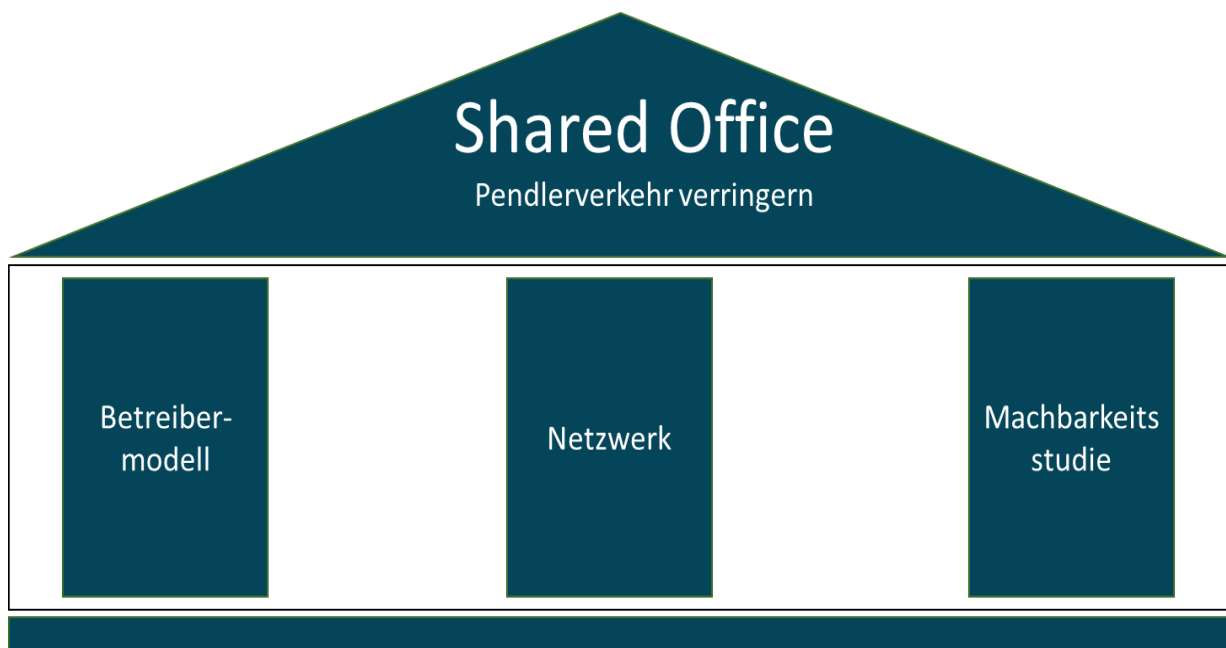 Shared Office
Pendlerverkehr verringern
Betreiber-
modell
Netzwerk
Machbarkeits
studie